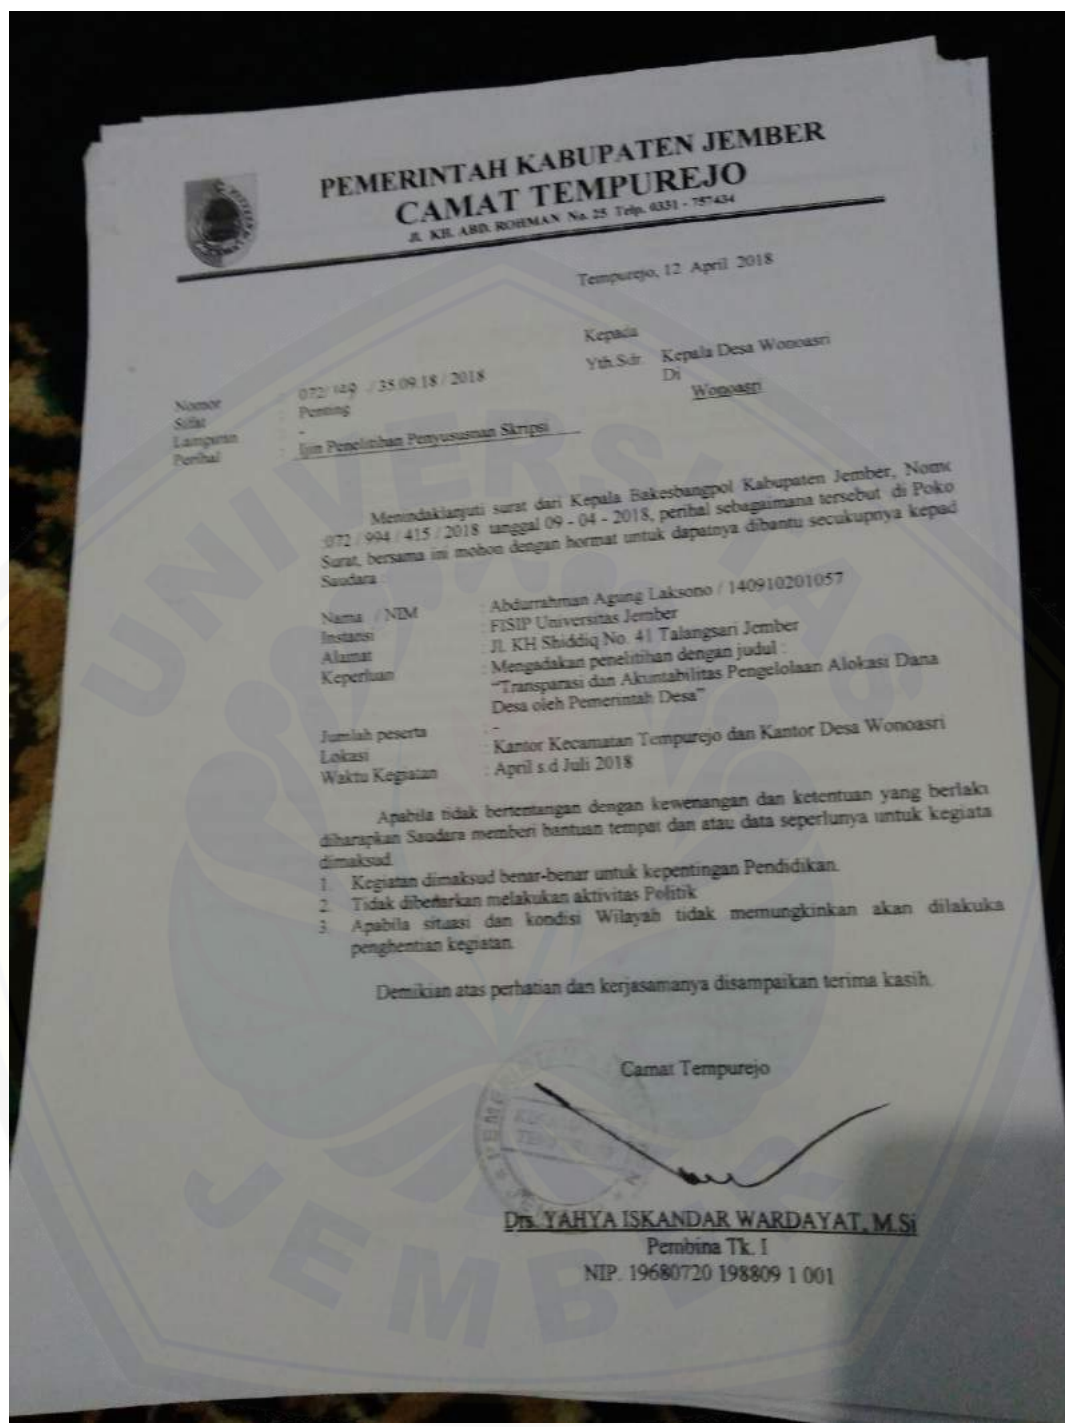 PEMERINTAH KABUPATEN JEMBER
CAMAT TEMPUREJO
Jl. KH. ABD. ROHMAN No. 25 Telp. 0331 - 757434
Tempurejo, 12 April 2018
Kepada
Yth.Sdr. Kepala Desa Wonoasri
Di
Wonoasri
Nomor : 072/ / 35.09.18 / 2018
Sifat : Penting
Lampiran : -
Perihal : Ijin Penelitihan Penyususnan Skripsi
Menindaklanjuti surat dari Kepala Bakesbangpol Kabupaten Jember, Nomo
:072 / 994 / 415 / 2018 tanggal 09 - 04 - 2018, perihal sebagaimana tersebut di Poko
Surat, bersama ini mohon dengan hormat untuk dapatnya dibantu secukupnya kepad
Saudara :
Nama / NIM : Abdurrahman Agung Laksono / 140910201057
Instansi : FISIP Universitas Jember
Alamat : Jl. KH Shiddiq No. 41 Talangsari Jember
Keperluan : Mengadakan penelitihan dengan judul :
“Transparasi dan Akuntabilitas Pengelolaan Alokasi Dana
Desa oleh Pemerintah Desa”
Jumlah peserta : -
Lokasi : Kantor Kecamatan Tempurejo dan Kantor Desa Wonoasri
Waktu Kegiatan : April s.d Juli 2018
Apabila tidak bertentangan dengan kewenangan dan ketentuan yang berlaku
diharapkan Saudara memberi bantuan tempat dan atau data seperlunya untuk kegiata
dimaksud.
1. Kegiatan dimaksud benar-benar untuk kepentingan Pendidikan.
2. Tidak dibenarkan melakukan aktivitas Politik
3. Apabila situasi dan kondisi Wilayah tidak memungkinkan akan dilakuka
penghentian kegiatan.
Demikian atas perhatian dan kerjasamanya disampaikan terima kasih.
Camat Tempurejo
Drs. YAHYA ISKANDAR WARDAYAT, M.Si
Pembina Tk. I
NIP. 19680720 198809 1 001
UNIVERSITAS
JEMBER